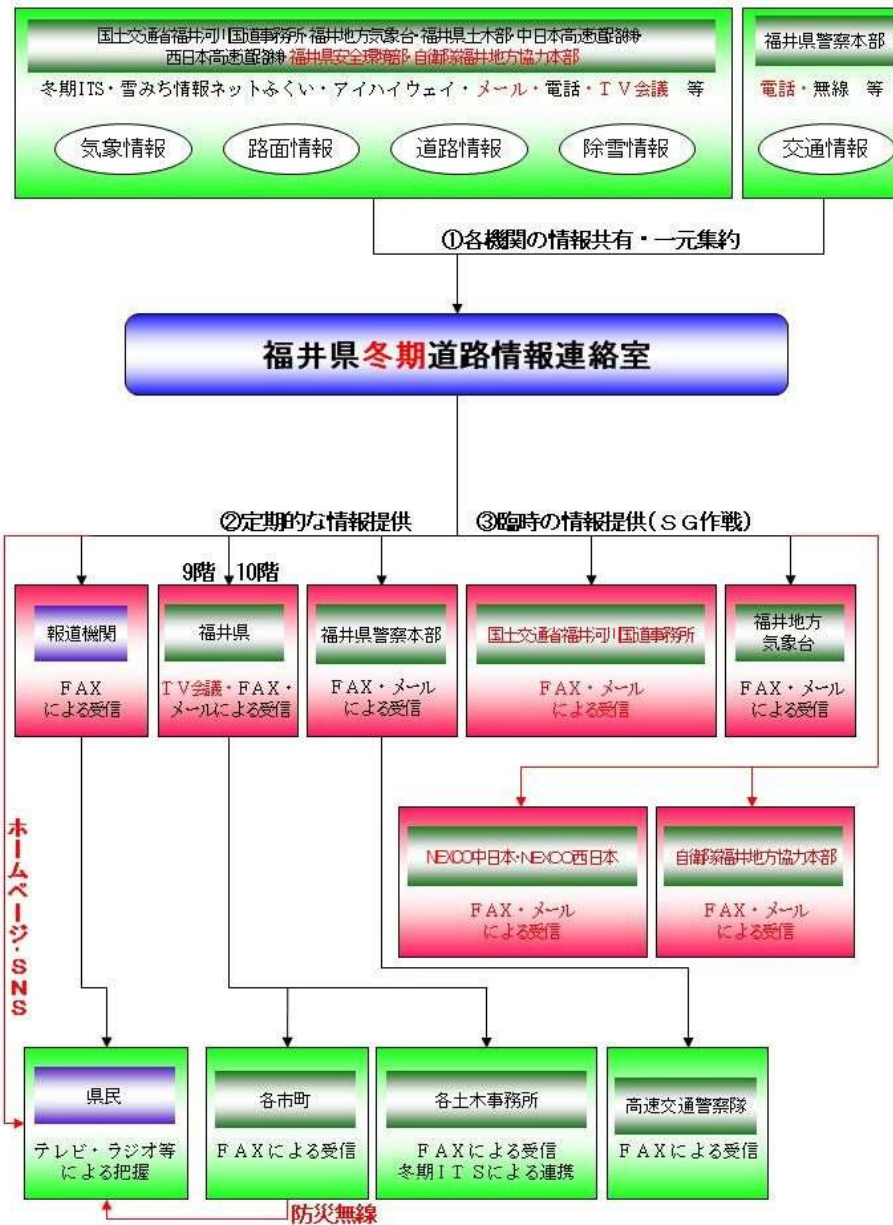 国土交通省福井河川国道事務所・福井地方気象台・福井県土木部・中日本高速道路㈱
西日本高速道路㈱・福井県安全環境部・自衛隊福井地方協力本部
冬期ITS・雪みち情報ネットふくい・アイハイウェイ・メール・電話・ＴＶ会議　等
気象情報
路面情報
道路情報
除雪情報
福井県警察本部
電話・無線　等
交通情報
①各機関の情報共有・一元集約
福井県冬期道路情報連絡室
②定期的な情報提供
③臨時の情報提供(ＳＧ作戦)
9階
10階
報道機関
ＦＡＸ
による受信
福井県
ＴＶ会議・ＦＡＸ・
メールによる受信
福井県警察本部
ＦＡＸ・メール
による受信
国土交通省福井河川国道事務所
ＦＡＸ・メール
による受信
福井地方
気象台
ＦＡＸ・メール
による受信
NEXCO中日本・NEXCO西日本
ＦＡＸ・メール
による受信
自衛隊福井地方協力本部
ＦＡＸ・メール
による受信
ホームページ・SNS
県民
テレビ・ラジオ等
による把握
各市町
ＦＡＸによる受信
各土木事務所
ＦＡＸによる受信
冬期ＩＴＳによる連携
高速交通警察隊
ＦＡＸによる受信
防災無線